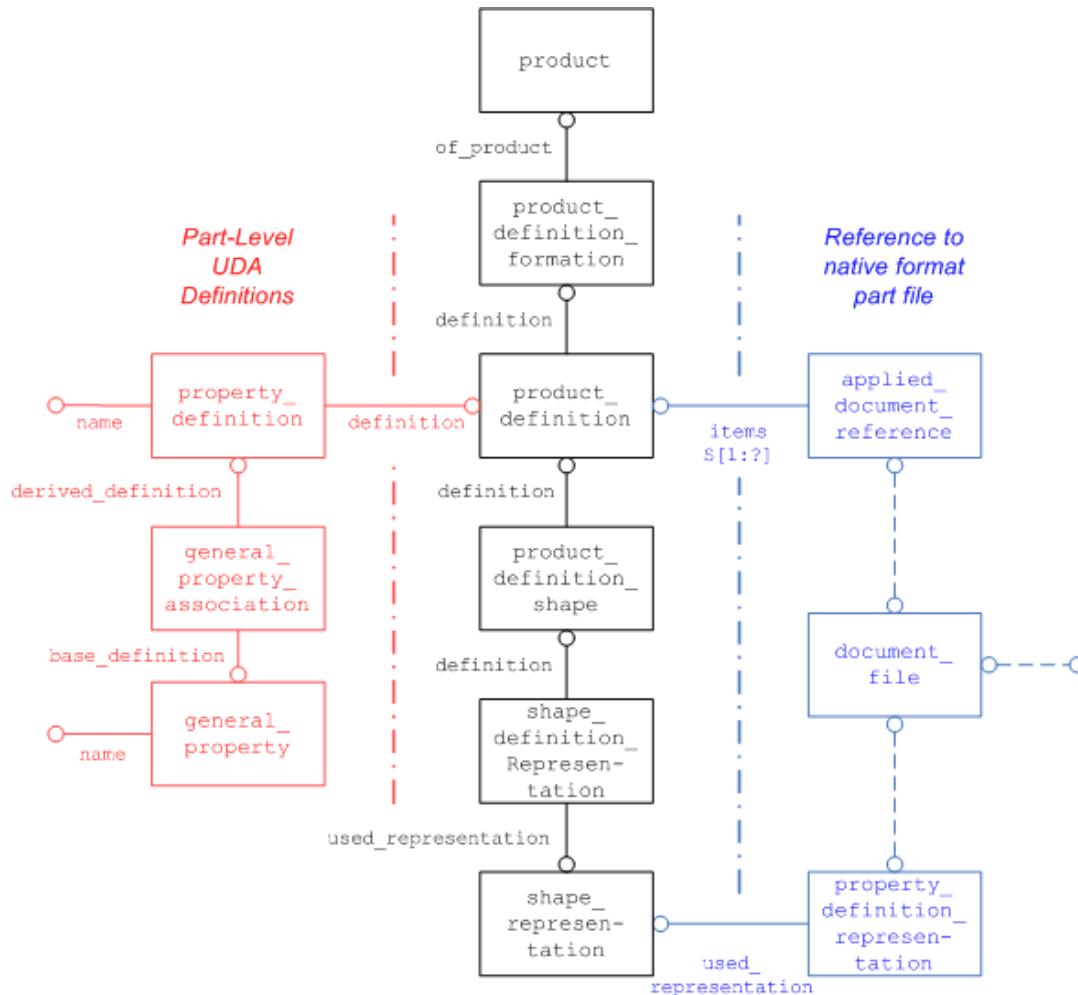 product
of_product
product_
definition_
formation
Part-Level
UDA
Definitions
Reference to
native format
part file
definition
property_
definition
name
definition
product_
definition
items
S[1:?]
applied_
document_
reference
derived_definition
definition
general_
property_
association
product_
definition_
shape
base_definition
definition
document_
file
general_
property
name
shape_
definition_
Represen-
tation
used_representation
shape_
represen-
tation
used_
representation
property_
definition_
represen-
tation